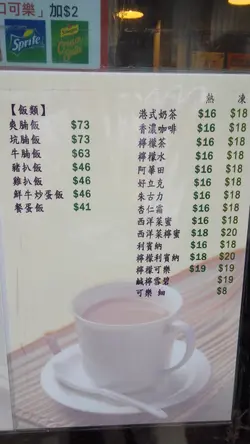 口可樂」加$2
Sprite
【飯類】
爽腩飯 $73
坑腩飯 $73
牛腩飯 $63
豬扒飯 $46
雞扒飯 $46
鮮牛炒蛋飯 $46
餐蛋飯 $41
熱 凍
港式奶茶 $16 $18
香濃咖啡 $16 $18
檸檬茶 $16 $18
檸檬水 $16 $18
阿華田 $16 $18
好立克 $16 $18
朱古力 $16 $18
杏仁霜 $16 $18
西洋菜蜜 $16 $18
西洋菜檸蜜 $18 $20
利賓納 $16 $18
檸檬利賓納 $18 $20
檸檬可樂 $19 $19
鹹檸雪碧 $19
可樂 細 $8